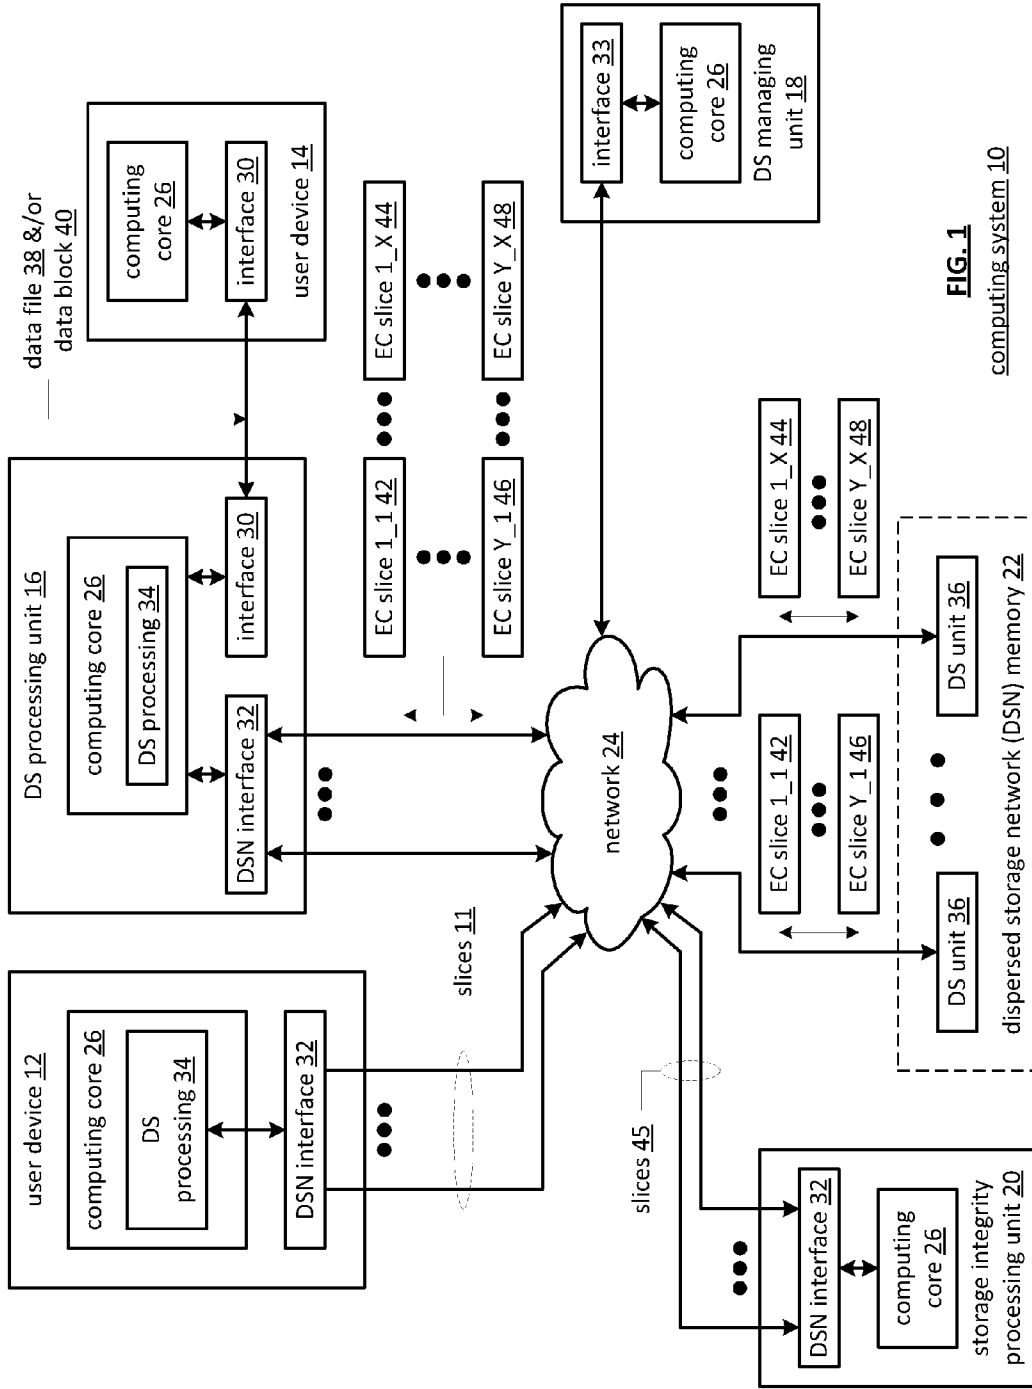 user device 12
computing core 26
DS
processing 34
DSN interface 32
DS processing unit 16
computing core 26
DS processing 34
DSN interface 32
interface 30
data file 38 &/or
data block 40
computing
core 26
interface 30
user device 14
slices 11
EC slice 1_1 42
EC slice 1_X 44
EC slice Y_1 46
EC slice Y_X 48
network 24
interface 33
computing
core 26
DS managing
unit 18
slices 45
DSN interface 32
computing
core 26
storage integrity
processing unit 20
EC slice 1_1 42
EC slice Y_1 46
EC slice 1_X 44
EC slice Y_X 48
DS unit 36
DS unit 36
dispersed storage network (DSN) memory 22
FIG. 1
computing system 10